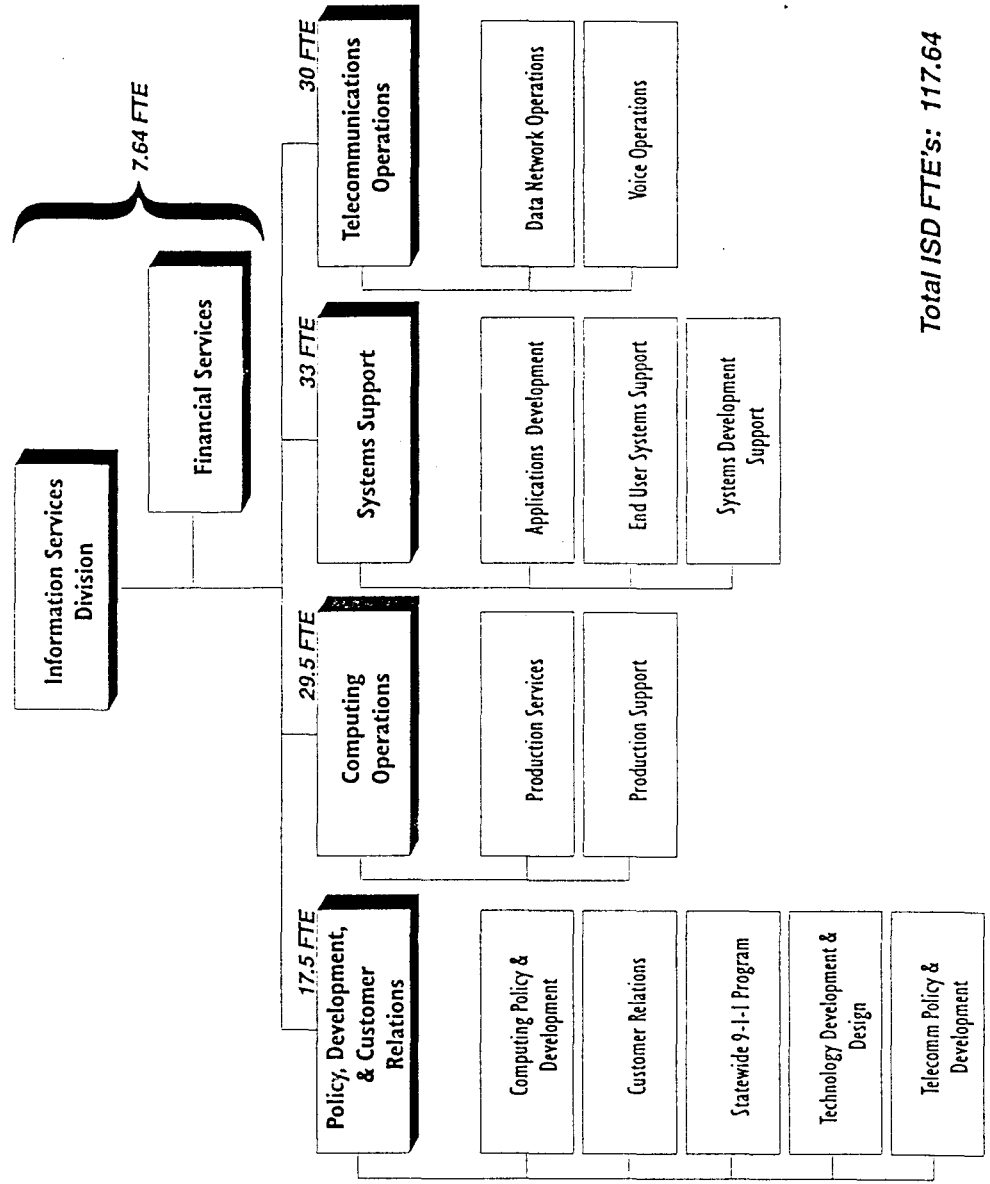 Information Services
Division
7.64 FTE
Financial Services
17.5 FTE
Policy, Development,
& Customer
Relations
Computing Policy &
Development
Customer Relations
Statewide 9-1-1 Program
Technology Development &
Design
Telecomm Policy &
Development
29.5 FTE
Computing
Operations
Production Services
Production Support
33 FTE
Systems Support
Applications Development
End User Systems Support
Systems Development
Support
30 FTE
Telecommunications
Operations
Data Network Operations
Voice Operations
Total ISD FTE's: 117.64